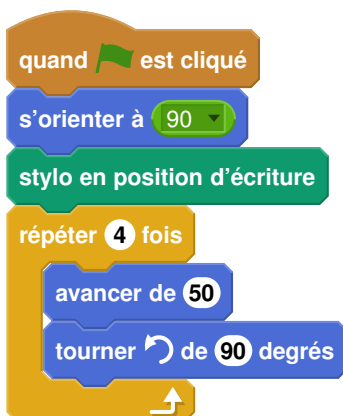 quand est cliqué
s'orienter à 90
stylo en position d'écriture
répéter 4 fois
avancer de 50
tourner de 90 degrés